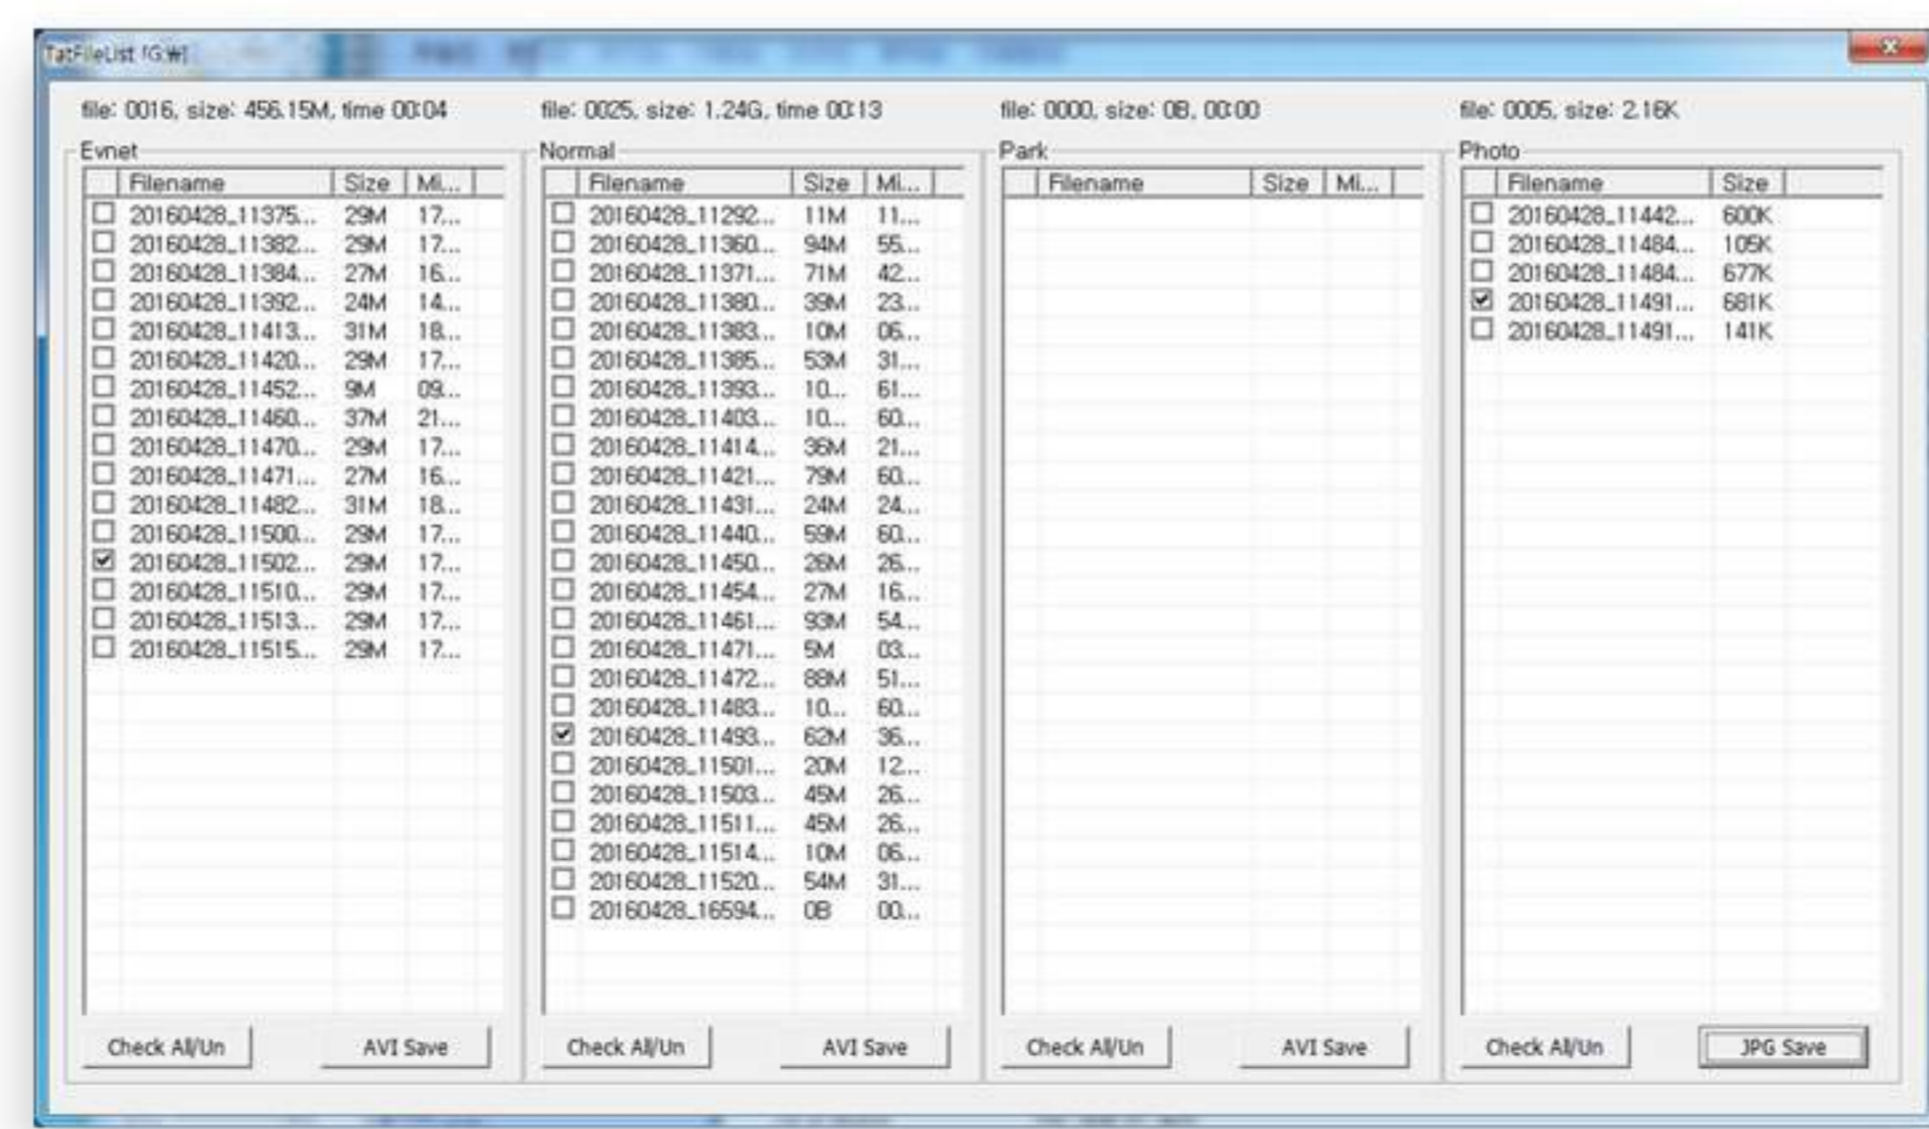 TatFileList [G:₩]
file: 0016, size: 456.15M, time 00:04
Evnet
Filename Size Mi...
20160428_11375... 29M 17...
20160428_11382... 29M 17...
20160428_11384... 27M 16...
20160428_11392... 24M 14...
20160428_11413... 31M 18...
20160428_11420... 29M 17...
20160428_11452... 9M 09...
20160428_11460... 37M 21...
20160428_11470... 29M 17...
20160428_11471... 27M 16...
20160428_11482... 31M 18...
20160428_11500... 29M 17...
20160428_11502... 29M 17...
20160428_11510... 29M 17...
20160428_11513... 29M 17...
20160428_11515... 29M 17...
Check All/Un AVI Save
file: 0025, size: 1.24G, time 00:13
Normal
Filename Size Mi...
20160428_11292... 11M 11...
20160428_11360... 94M 55...
20160428_11371... 71M 42...
20160428_11380... 39M 23...
20160428_11383... 10M 06...
20160428_11385... 53M 31...
20160428_11393... 10... 61...
20160428_11403... 10... 60...
20160428_11414... 36M 21...
20160428_11421... 79M 60...
20160428_11431... 24M 24...
20160428_11440... 59M 60...
20160428_11450... 26M 26...
20160428_11454... 27M 16...
20160428_11461... 93M 54...
20160428_11471... 5M 03...
20160428_11472... 88M 51...
20160428_11483... 10... 60...
20160428_11493... 62M 36...
20160428_11501... 20M 12...
20160428_11503... 45M 26...
20160428_11511... 45M 26...
20160428_11514... 10M 06...
20160428_11520... 54M 31...
20160428_16594... 0B 00...
Check All/Un AVI Save
file: 0000, size: 0B, 00:00
Park
Filename Size Mi...
Check All/Un AVI Save
file: 0005, size: 2.16K
Photo
Filename Size
20160428_11442... 600K
20160428_11484... 105K
20160428_11484... 677K
20160428_11491... 681K
20160428_11491... 141K
Check All/Un JPG Save